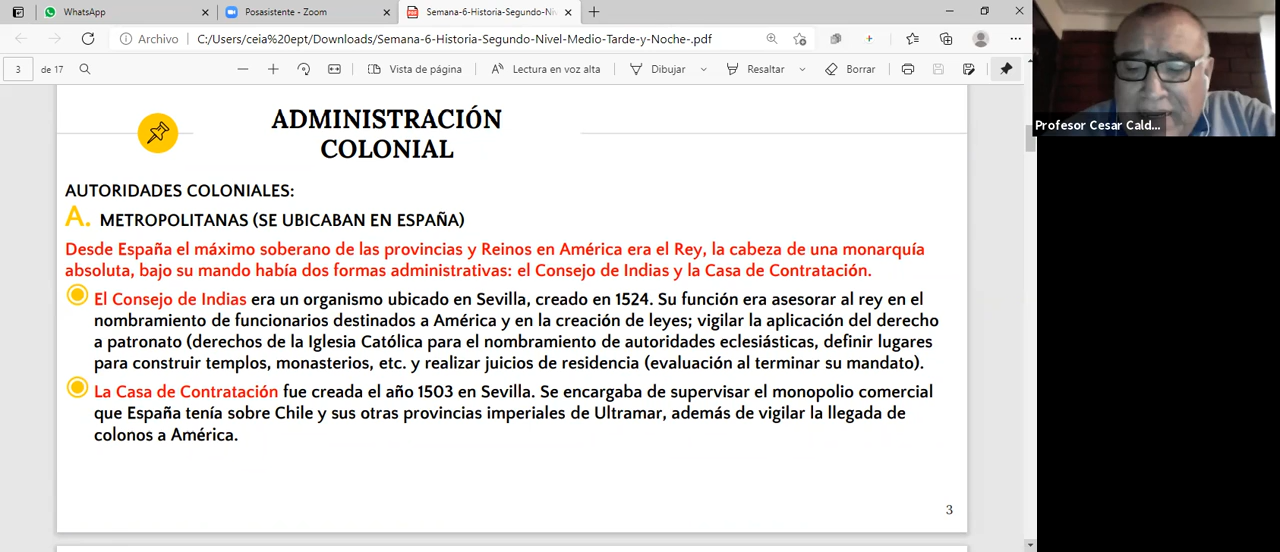 WhatsApp
Posasistente - Zoom
Semana-6-Historia-Segundo-Niv
Archivo
C:/Users/ceia%20ept/Downloads/Semana-6-Historia-Segundo-Nivel-Medio-Tarde-y-Noche-.pdf
3 de 17
Vista de página
Lectura en voz alta
Dibujar
Resaltar
Borrar
Profesor Cesar Cald...
ADMINISTRACIÓN
COLONIAL
AUTORIDADES COLONIALES:
A. METROPOLITANAS (SE UBICABAN EN ESPAÑA)
Desde España el máximo soberano de las provincias y Reinos en América era el Rey, la cabeza de una monarquía
absoluta, bajo su mando había dos formas administrativas: el Consejo de Indias y la Casa de Contratación.
El Consejo de Indias era un organismo ubicado en Sevilla, creado en 1524. Su función era asesorar al rey en el
nombramiento de funcionarios destinados a América y en la creación de leyes; vigilar la aplicación del derecho
a patronato (derechos de la Iglesia Católica para el nombramiento de autoridades eclesiásticas, definir lugares
para construir templos, monasterios, etc. y realizar juicios de residencia (evaluación al terminar su mandato).
La Casa de Contratación fue creada el año 1503 en Sevilla. Se encargaba de supervisar el monopolio comercial
que España tenía sobre Chile y sus otras provincias imperiales de Ultramar, además de vigilar la llegada de
colonos a América.
3